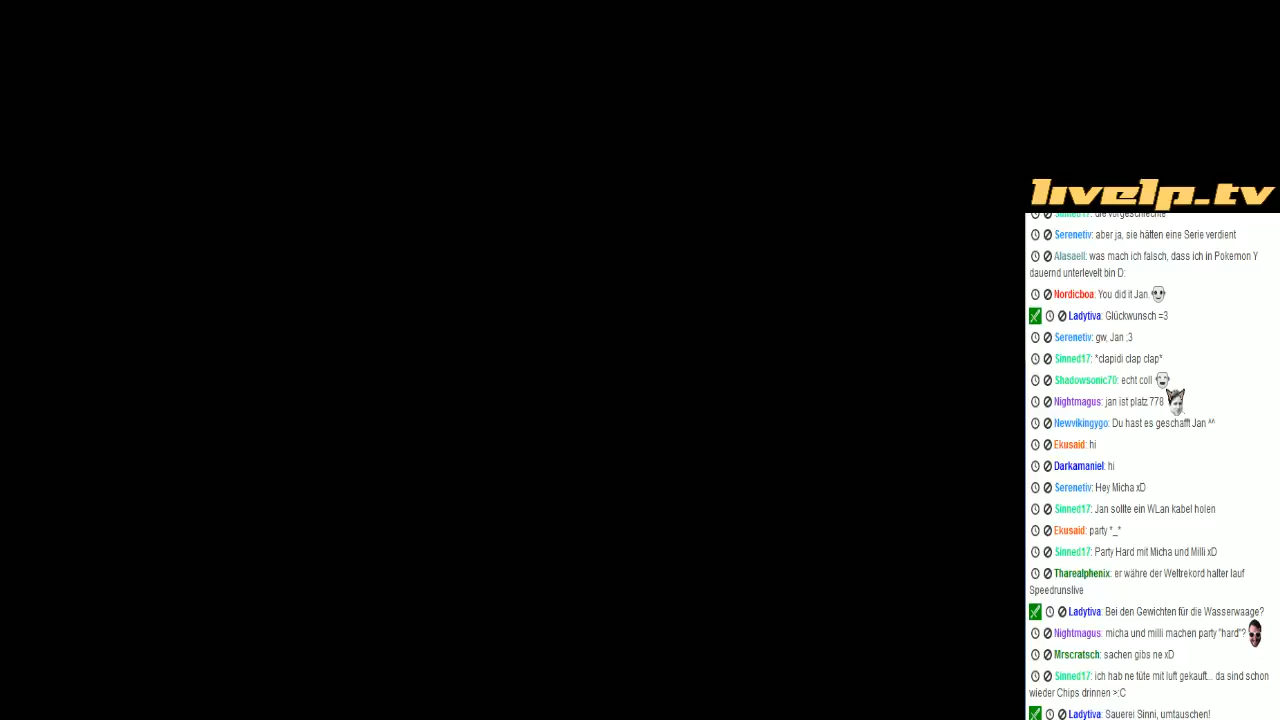 livelp.tv
Sinned17: die vorgeschlechte
Serenetiv: aber ja, sie hätten eine Serie verdient
Alasaell: was mach ich falsch, dass ich in Pokemon Y
dauernd unterlevelt bin D:
Nordicboa: You did it Jan.
Ladytiva: Glückwunsch =3
Serenetiv: gw, Jan ;3
Sinned17: *clapidi clap clap*
Shadowsonic70: echt coll
Nightmagus: jan ist platz 778
Newvikingygo: Du hast es geschafft Jan ^^
Ekusaid: hi
Darkamaniel: hi
Serenetiv: Hey Micha xD
Sinned17: Jan sollte ein WLan kabel holen
Ekusaid: party *_*
Sinned17: Party Hard mit Micha und Milli xD
Tharealphenix: er währe der Weltrekord halter lauf
Speedrunslive
Ladytiva: Bei den Gewichten für die Wasserwaage?
Nightmagus: micha und milli machen party "hard"?
Mrscratsch: sachen gibs ne xD
Sinned17: ich hab ne tüte mit luft gekauft... da sind schon
wieder Chips drinnen >:C
Ladytiva: Sauerei Sinni, umtauschen!